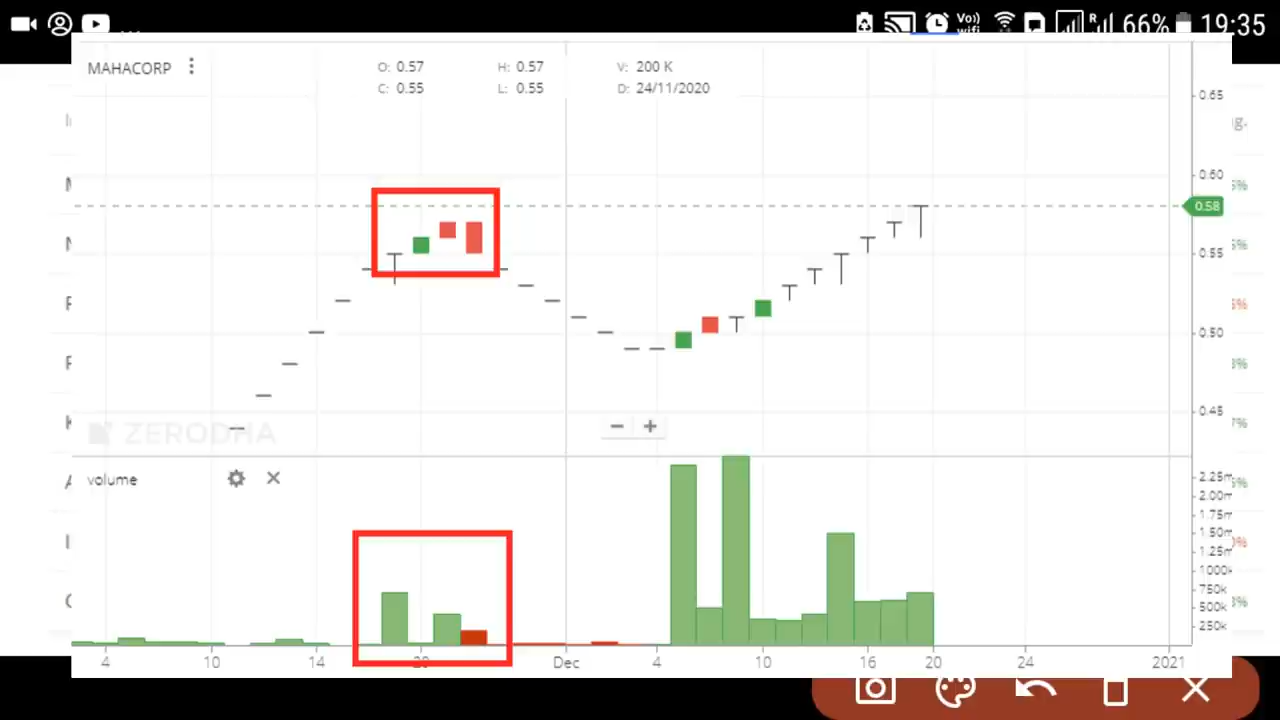 Vo))
wifi
R
66%
19:35
MAHACORP
O: 0.57
H: 0.57
V: 200 K
C: 0.55
L: 0.55
D: 24/11/2020
0.65
0.60
0.58
0.55
0.50
0.45
ZERODHA
volume
2.25m
2.00m
1.75m
1.50m
1.25m
1000k
750k
500k
250k
4
10
14
20
Dec
4
10
16
20
24
2021